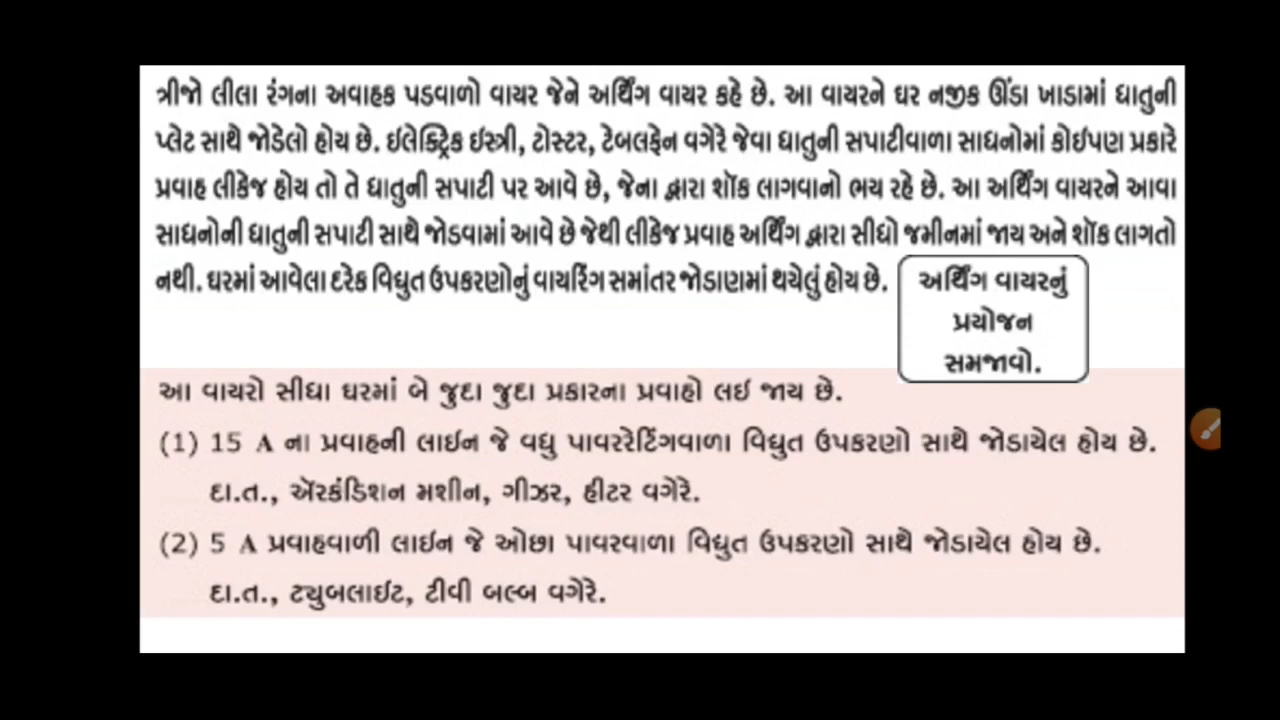 ત્રીજો લીલા રંગના અવાહક પડવાળો વાયર જેને અર્થિંગ વાયર કહે છે. આ વાયરને ઘર નજીક ઊંડા ખાડામાં ધાતુની
પ્લેટ સાથે જોડેલો હોય છે. ઇલેક્ટ્રિક ઇસ્ત્રી, ટોસ્ટર, ટેબલફેન વગેરે જેવા ધાતુની સપાટીવાળા સાધનોમાં કોઈપણ પ્રકારે
પ્રવાહ લીકેજ હોય તો તે ધાતુની સપાટી પર આવે છે, જેના દ્વારા શૉક લાગવાનો ભય રહે છે. આ અર્થિંગ વાયરને આવા
સાધનોની ધાતુની સપાટી સાથે જોડવામાં આવે છે જેથી લીકેજ પ્રવાહ અર્થિંગ દ્વારા સીધો જમીનમાં જાય અને શૉક લાગતો
નથી. ઘરમાં આવેલા દરેક વિદ્યુત ઉપકરણોનું વાયરિંગ સમાંતર જોડાણમાં થયેલું હોય છે.
અર્થિંગ વાયરનું
પ્રયોજન
સમજાવો.
આ વાયરો સીધા ઘરમાં બે જુદા જુદા પ્રકારના પ્રવાહો લઇ જાય છે.
(1) 15 A ના પ્રવાહની લાઇન જે વધુ પાવરરેટિંગવાળા વિદ્યુત ઉપકરણો સાથે જોડાયેલ હોય છે.
દા.ત., ઍરકંડિશન મશીન, ગીઝર, હીટર વગેરે.
(2) 5 A પ્રવાહવાળી લાઇન જે ઓછા પાવરવાળા વિદ્યુત ઉપકરણો સાથે જોડાયેલ હોય છે.
દા.ત., ટ્યુબલાઈટ, ટીવી બલ્બ વગેરે.